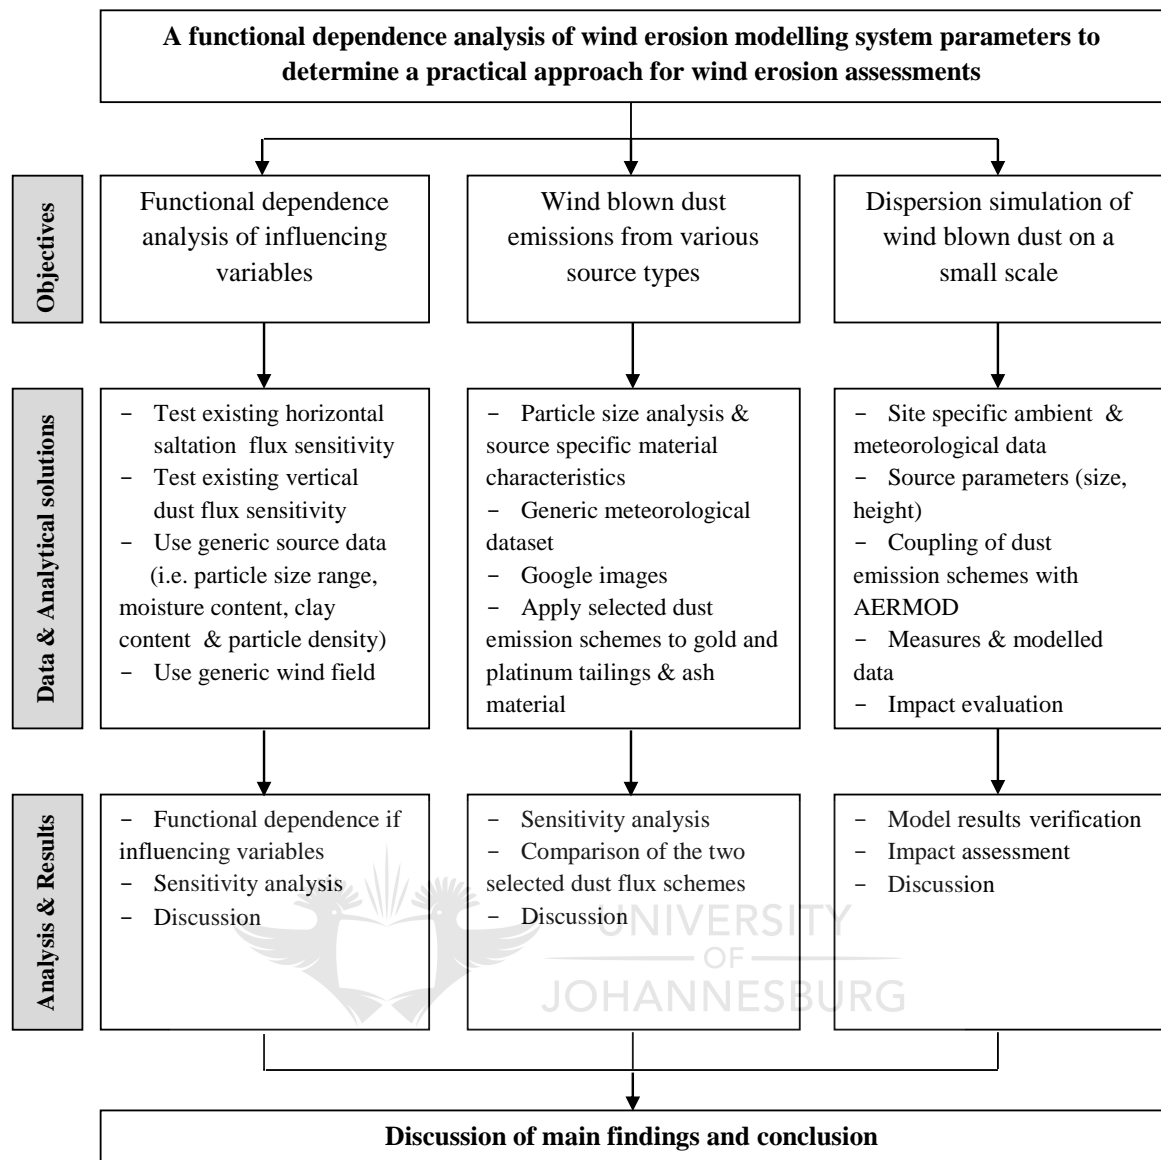 A functional dependence analysis of wind erosion modelling system parameters to
determine a practical approach for wind erosion assessments
Objectives
Functional dependence
analysis of influencing
variables
Wind blown dust
emissions from various
source types
Dispersion simulation of
wind blown dust on a
small scale
Data & Analytical solutions
- Test existing horizontal
saltation flux sensitivity
- Test existing vertical
dust flux sensitivity
- Use generic source data
(i.e. particle size range,
moisture content, clay
content & particle density)
- Use generic wind field
- Particle size analysis &
source specific material
characteristics
- Generic meteorological
dataset
- Google images
- Apply selected dust
emission schemes to gold and
platinum tailings & ash
material
- Site specific ambient & 
meteorological data
- Source parameters (size,
height)
- Coupling of dust
emission schemes with
AERMOD
- Measures & modelled
data
- Impact evaluation
Analysis & Results
- Functional dependence if
influencing variables
- Sensitivity analysis
- Discussion
- Sensitivity analysis
- Comparison of the two
selected dust flux schemes
- Discussion
- Model results verification
- Impact assessment
- Discussion
UNIVERSITY
OF
JOHANNESBURG
Discussion of main findings and conclusion